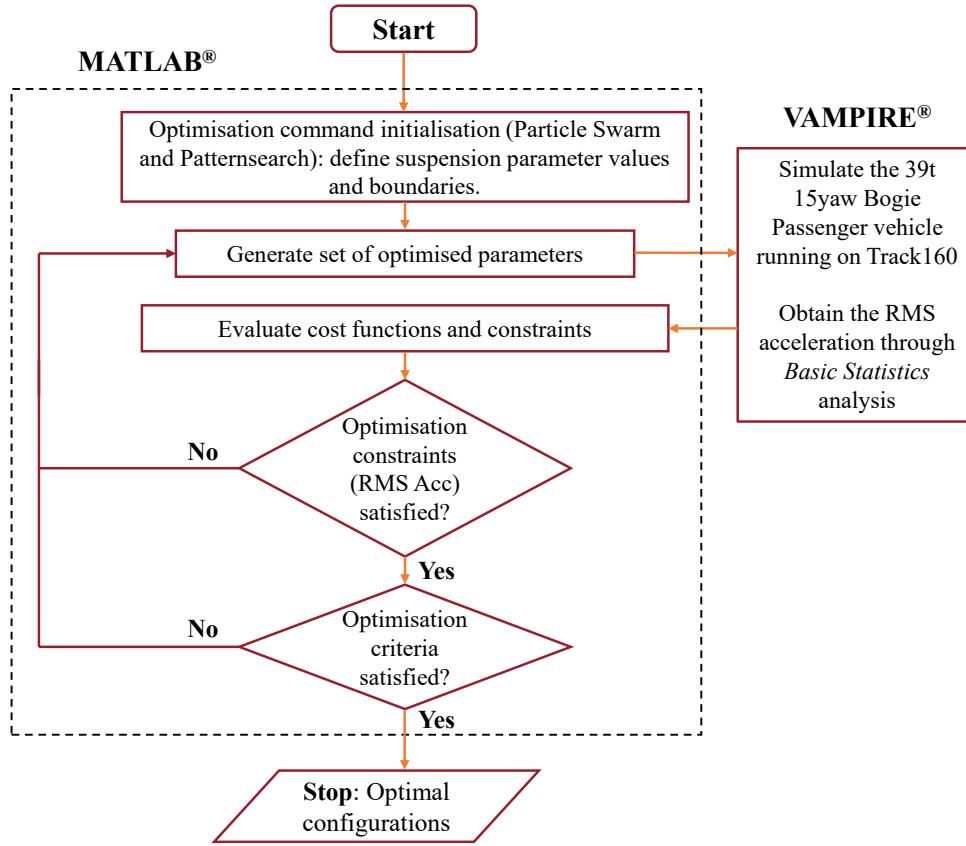 Start
MATLAB®
Optimisation command initialisation (Particle Swarm
and Patternsearch): define suspension parameter values
and boundaries.
Generate set of optimised parameters
VAMPIRE®
Simulate the 39t
15yaw Bogie
Passenger vehicle
running on Track160
Obtain the RMS
acceleration through
Basic Statistics
analysis
Evaluate cost functions and constraints
Optimisation
constraints
(RMS Acc)
satisfied?
No
Yes
Optimisation
criteria
satisfied?
No
Yes
Stop: Optimal
configurations